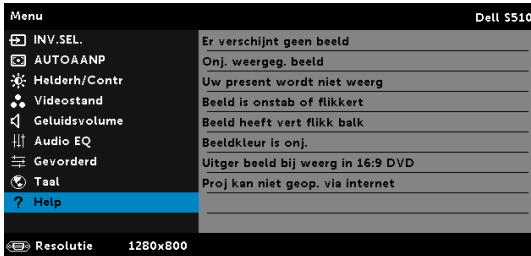 Menu
Dell S510
INV.SEL.
AUTOAANP
Helderh/Contr
Videostand
Geluidsvolume
Audio EQ
Gevorderd
Taal
? Help
Er verschijnt geen beeld
Onj. weergeg. beeld
Uw present wordt niet weerg
Beeld is onstab of flikkert
Beeld heeft vert flikk balk
Beeldkleur is onj.
Uitger beeld bij weerg in 16:9 DVD
Proj kan niet geop. via internet
Resolutie 1280x800